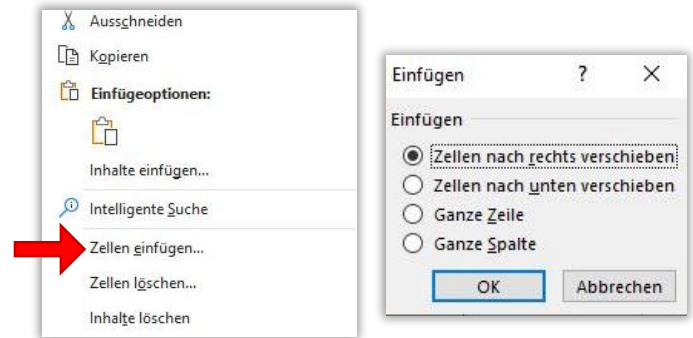 Ausschneiden
Kopieren
Einfügeoptionen:
Inhalte einfügen...
Intelligente Suche
Zellen einfügen...
Zellen löschen...
Inhalte löschen
Einfügen ?
Einfügen
Zellen nach rechts verschieben
Zellen nach unten verschieben
Ganze Zeile
Ganze Spalte
OK Abbrechen